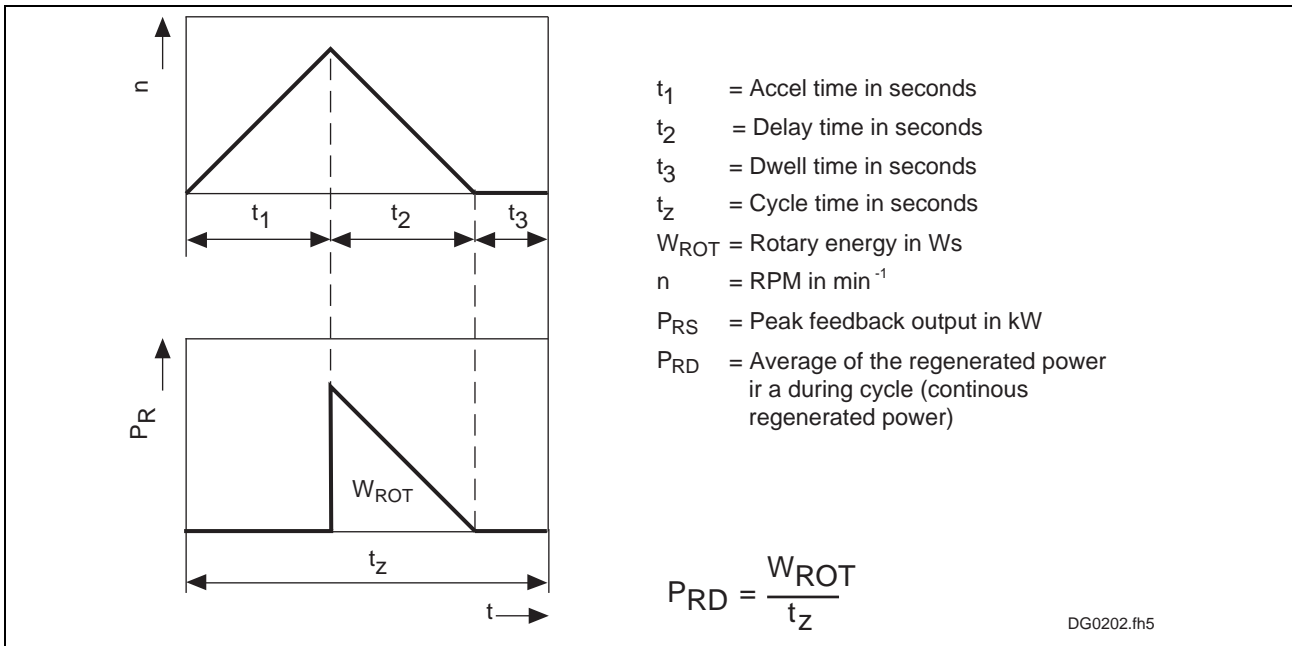 n
t1
t2
t3
PR
WROT
tz
t
t1 = Accel time in seconds
t2 = Delay time in seconds
t3 = Dwell time in seconds
tz = Cycle time in seconds
WROT = Rotary energy in Ws
n = RPM in min -1
PRS = Peak feedback output in kW
PRD = Average of the regenerated power
ir a during cycle (continous
regenerated power)
PRD = WROT
tz
DG0202.fh5